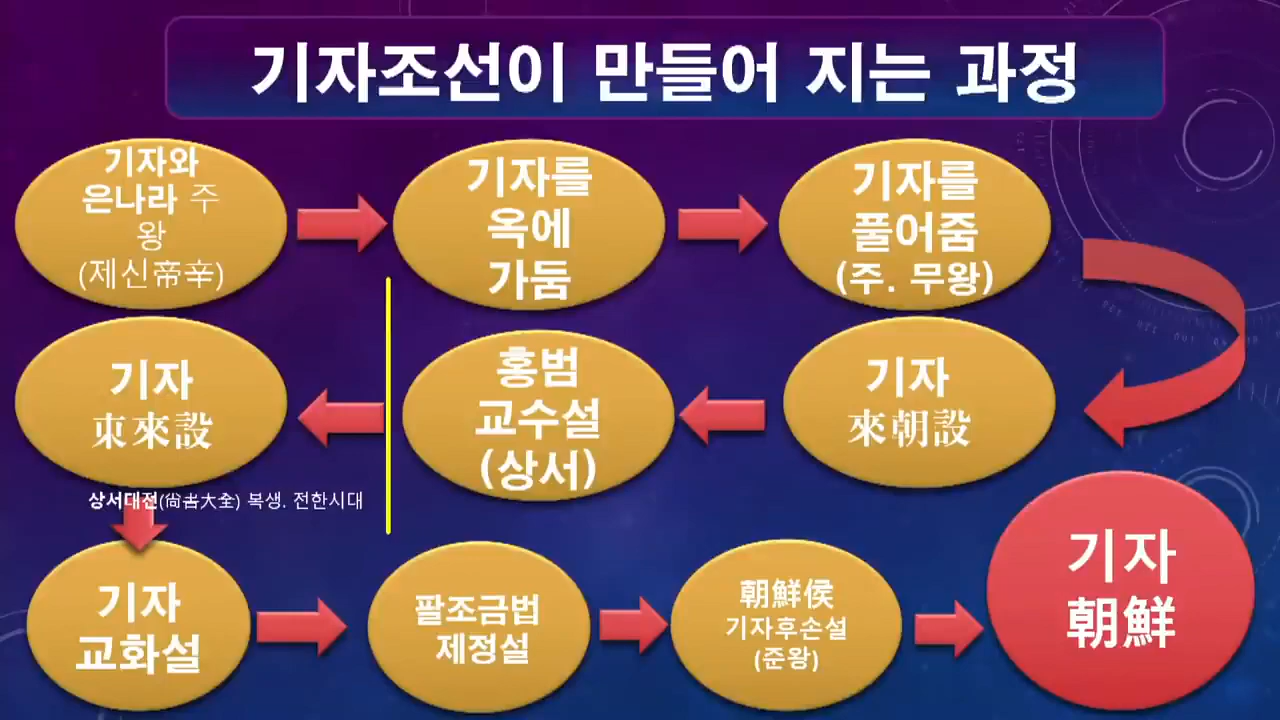 기자조선이 만들어 지는 과정
기자와
은나라 주
왕
(제신帝辛)
기자를
옥에
가둠
기자를
풀어줌
(주. 무왕)
기자
來朝設
홍범
교수설
(상서)
기자
東來設
상서대전(尙書大全) 복생. 전한시대
기자
교화설
팔조금법
제정설
朝鮮侯
기자후손설
(준왕)
기자
朝鮮